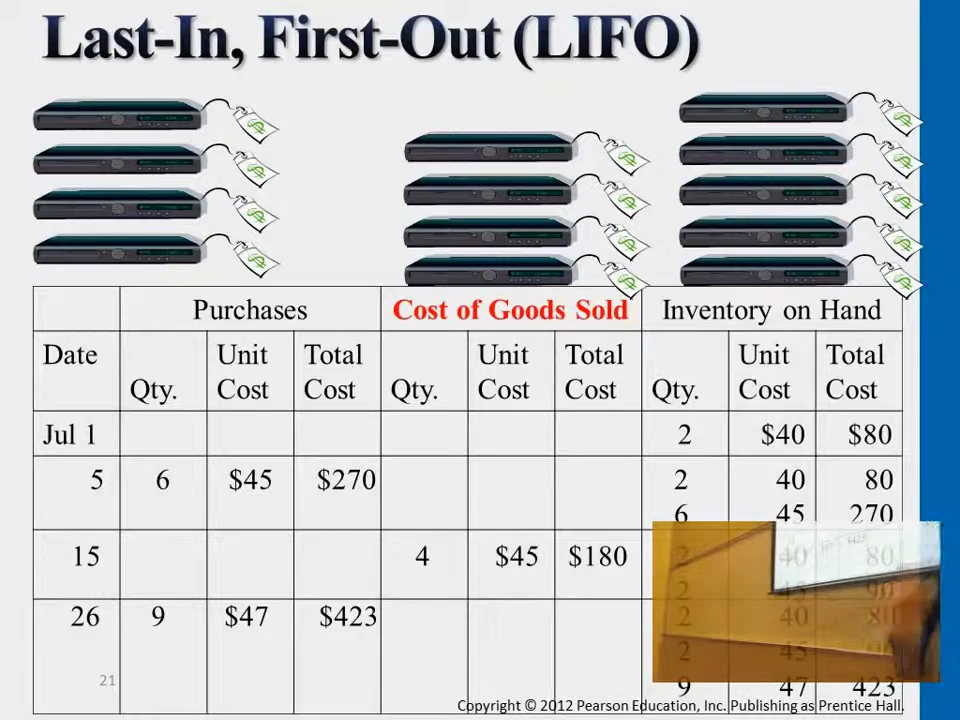 Last-In, First-Out (LIFO)
Purchases Cost of Goods Sold Inventory on Hand
Date Qty. Unit Cost Total Cost Qty. Unit Cost Total Cost Qty. Unit Cost Total Cost
Jul 1 2 $40 $80
5 6 $45 $270 2 40 80
6 45 270
15 4 $45 $180 2 40 80
2 45 90
26 9 $47 $423 2 40 80
2 45
9 47 423
21
Copyright © 2012 Pearson Education, Inc. Publishing as Prentice Hall.